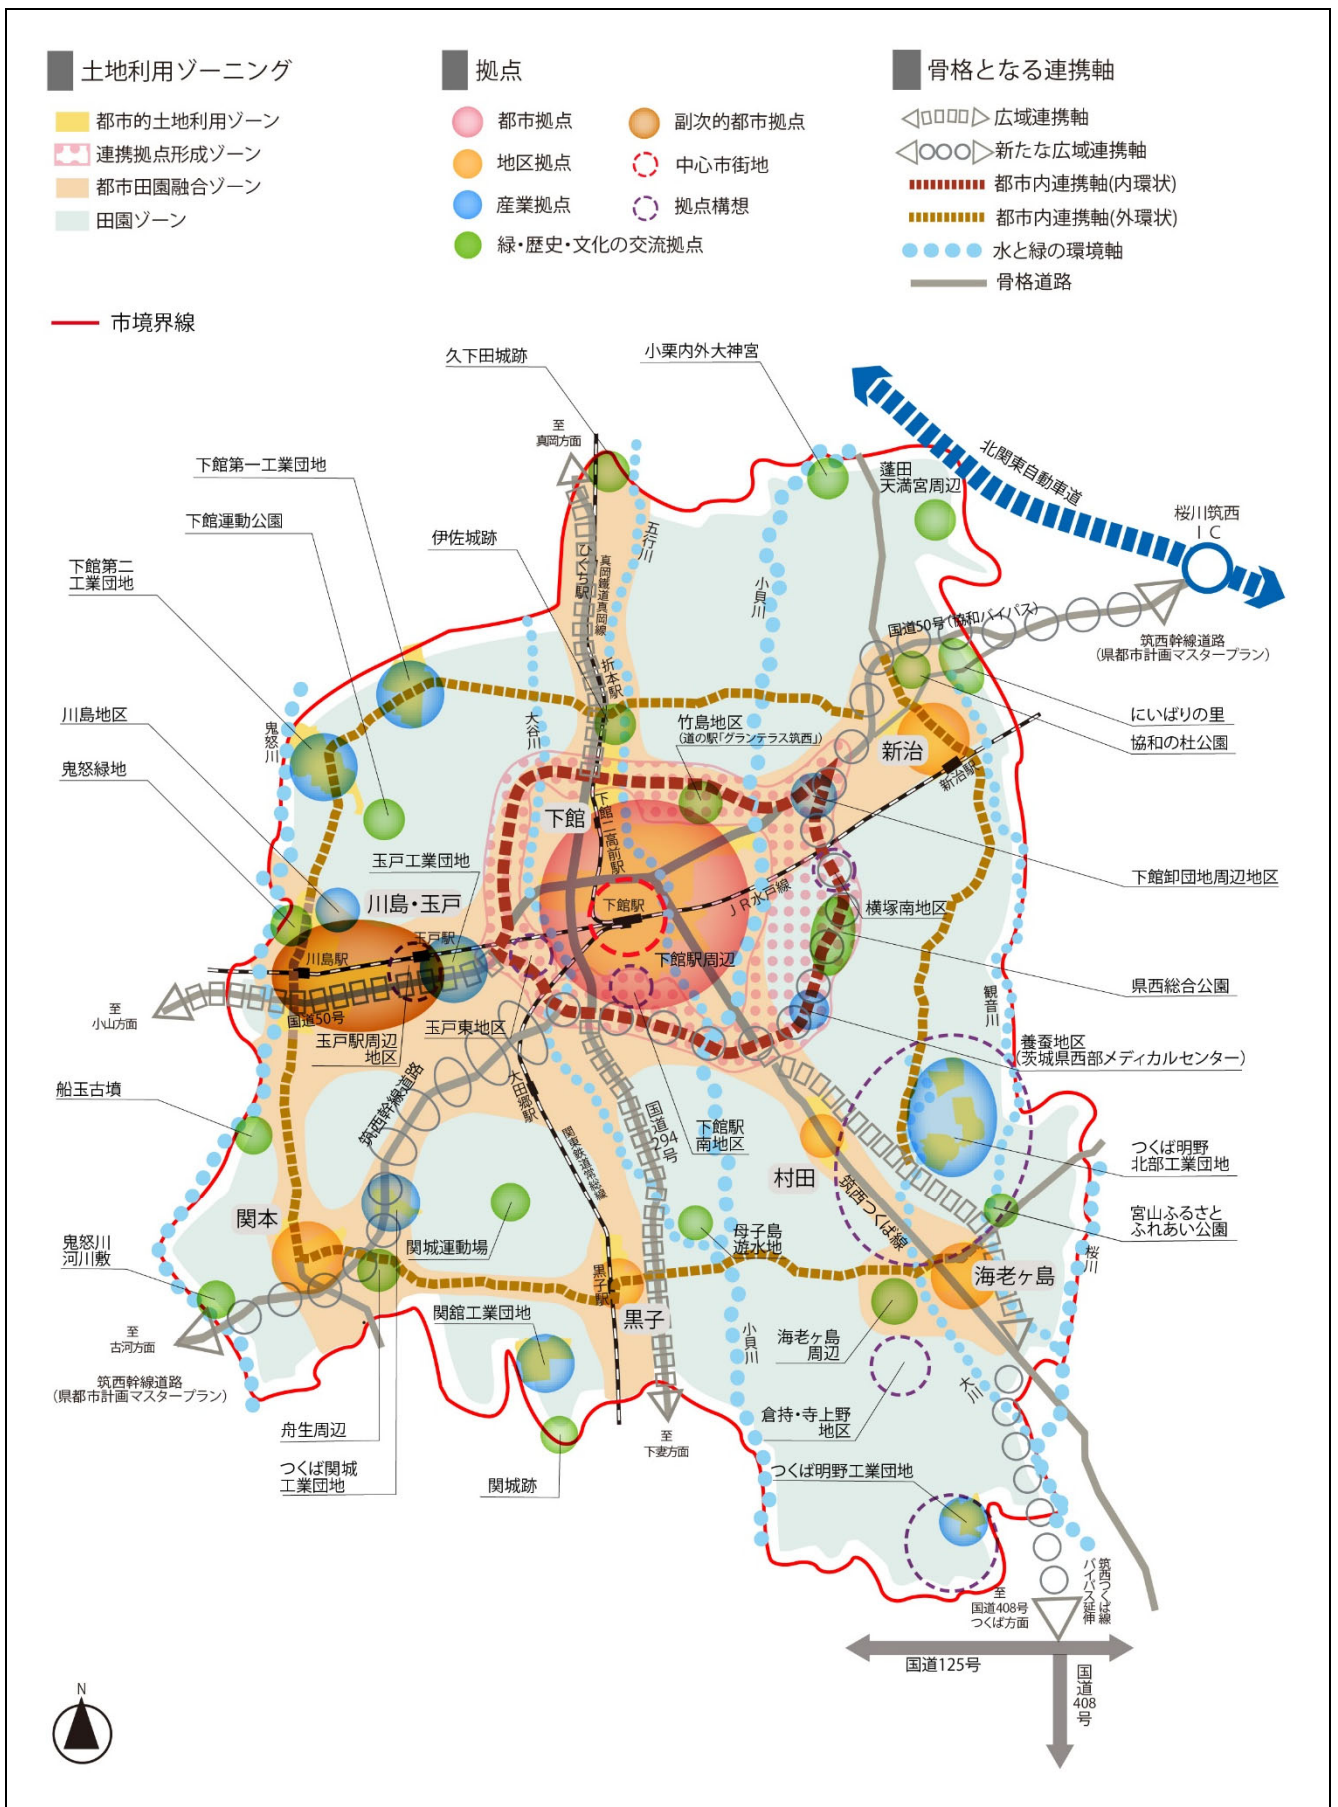 土地利用ゾーニング
都市的土地利用ゾーン
連携拠点形成ゾーン
都市田園融合ゾーン
田園ゾーン
市境界線
拠点
都市拠点
副次的都市拠点
地区拠点
中心市街地
産業拠点
拠点構想
緑・歴史・文化の交流拠点
骨格となる連携軸
広域連携軸
新たな広域連携軸
都市内連携軸(内環状)
都市内連携軸(外環状)
水と緑の環境軸
骨格道路
久下田城跡
小栗内外大神宮
至
真岡方面
下館第一工業団地
下館運動公園
下館第二
工業団地
伊佐城跡
蓬田
天満宮周辺
北関東自動車道
桜川筑西
IC
五行川
小貝川
ひぐち駅
真岡鐵道真岡線
国道50号(協和バイパス)
筑西幹線道路
(県都市計画マスタープラン)
川島地区
鬼怒緑地
鬼怒川
大谷川
折本駅
竹島地区
(道の駅「グランテラス筑西」)
にいばりの里
協和の杜公園
新治
新治駅
下館
下館二高前駅
玉戸工業団地
川島・玉戸
玉戸駅
川島駅
下館駅
JR水戸線
下館駅周辺
横塚南地区
下館卸団地周辺地区
県西総合公園
観音川
至
小山方面
国道50号
玉戸駅周辺
地区
玉戸東地区
養蚕地区
(茨城県西部メディカルセンター)
船玉古墳
筑西幹線道路
大田郷駅
関東鉄道常総線
国道
294
号
下館駅
南地区
村田
筑西つくば線
つくば明野
北部工業団地
宮山ふるさと
ふれあい公園
関本
関城運動場
母子島
遊水地
鬼怒川
河川敷
黒子駅
海老ヶ島
桜川
至
古河方面
関舘工業団地
黒子
小貝川
海老ヶ島
周辺
大川
筑西幹線道路
(県都市計画マスタープラン)
舟生周辺
つくば関城
工業団地
関城跡
至
下妻方面
倉持・寺上野
地区
つくば明野工業団地
至
国道408号
つくば方面
筑西つくば線
バイパス延伸
国道125号
国道
408
号
N